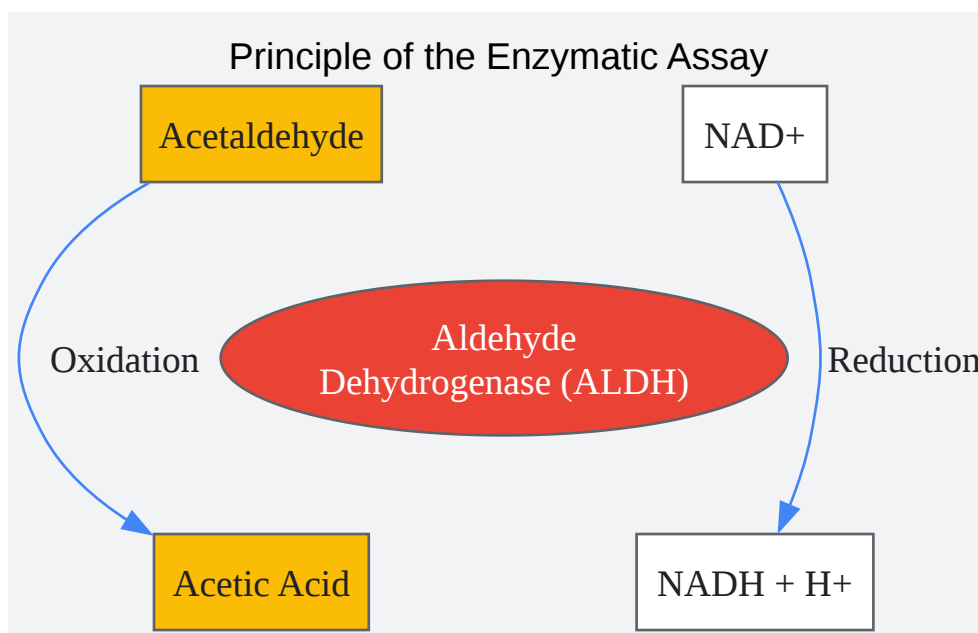 Principle of the Enzymatic Assay
Acetaldehyde
NAD+
Aldehyde
Dehydrogenase (ALDH)
Oxidation
Reduction
Acetic Acid
NADH + H+